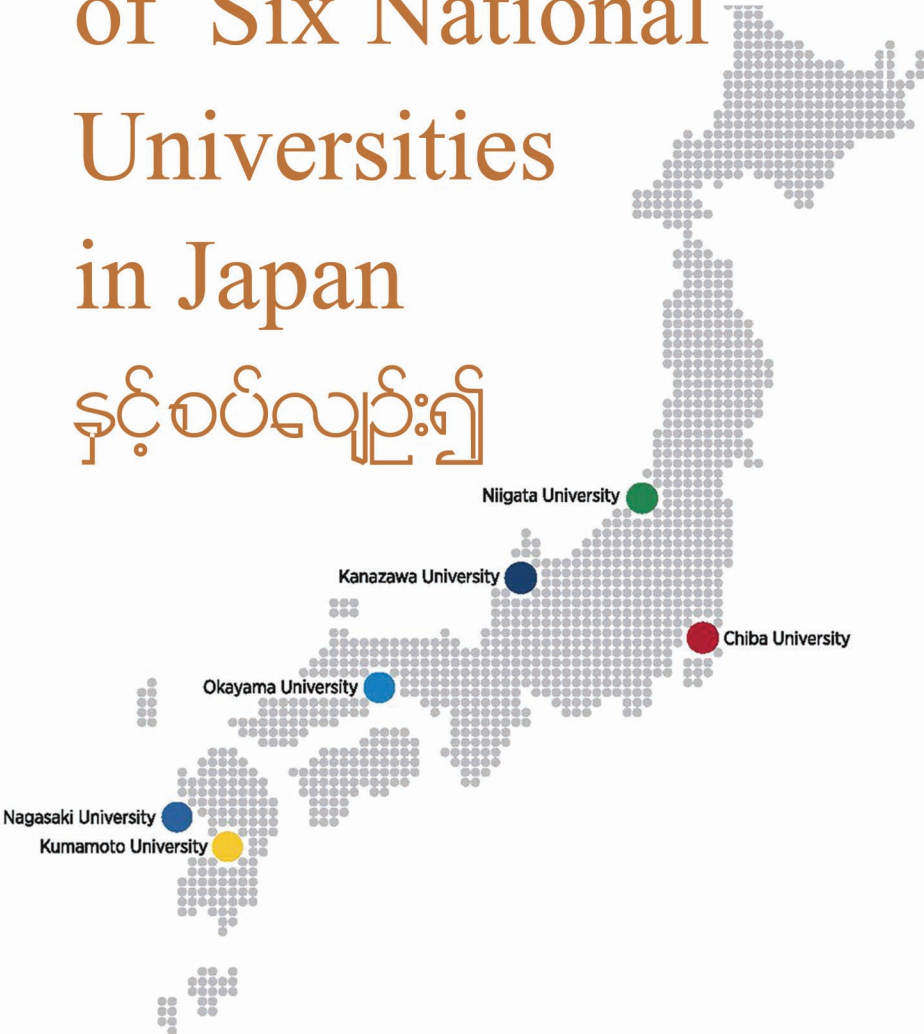 of Six National
Universities
in Japan
နှင့်စပ်လျဉ်း၍
Niigata University
Kanazawa University
Chiba University
Okayama University
Nagasaki University
Kumamoto University